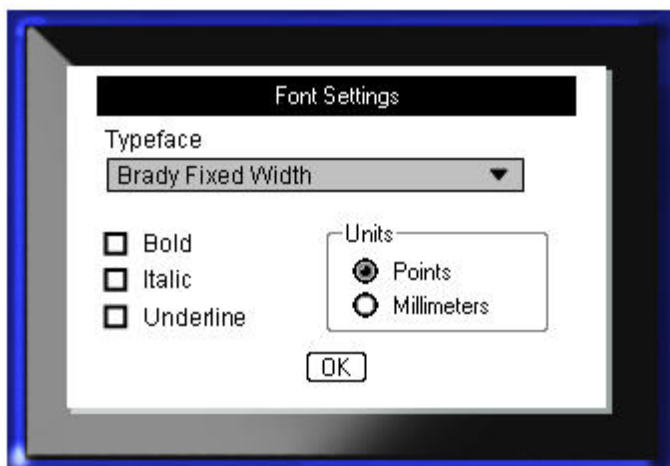 Font Settings
Typeface
Brady Fixed Width
Bold
Italic
Underline
Units
Points
Millimeters
OK